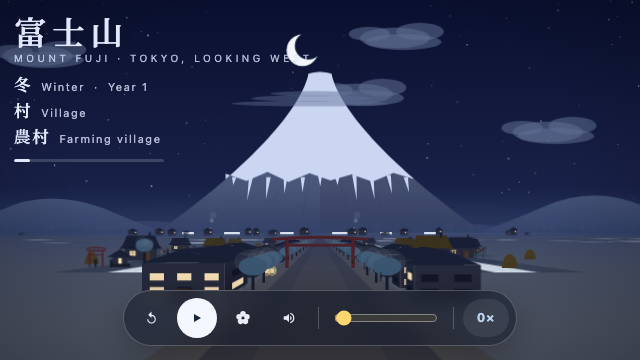 富士山
MOUNT FUJI · TOKYO, LOOKING WEST
冬 Winter · Year 1
村 Village
農村 Farming village
0×